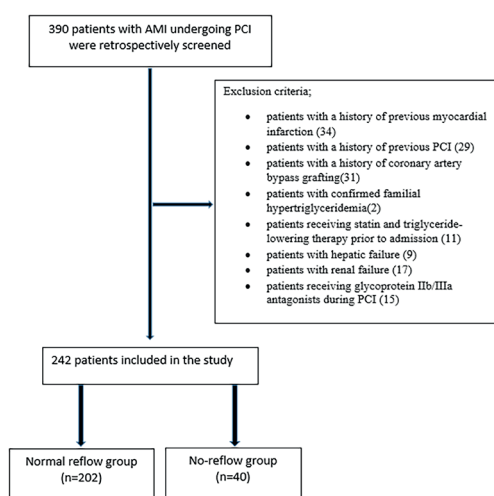 390 patients with AMI undergoing PCI
were retrospectively screened
Exclusion criteria;
• patients with a history of previous myocardial
infarction (34)
• patients with a history of previous PCI (29)
• patients with a history of coronary artery
bypass grafting(31)
• patients with confirmed familial
hypertriglyceridemia(2)
• patients receiving statin and triglyceride-
lowering therapy prior to admission (11)
• patients with hepatic failure (9)
• patients with renal failure (17)
• patients receiving glycoprotein IIb/IIIa
antagonists during PCI (15)
242 patients included in the study
Normal reflow group
(n=202)
No-reflow group
(n=40)